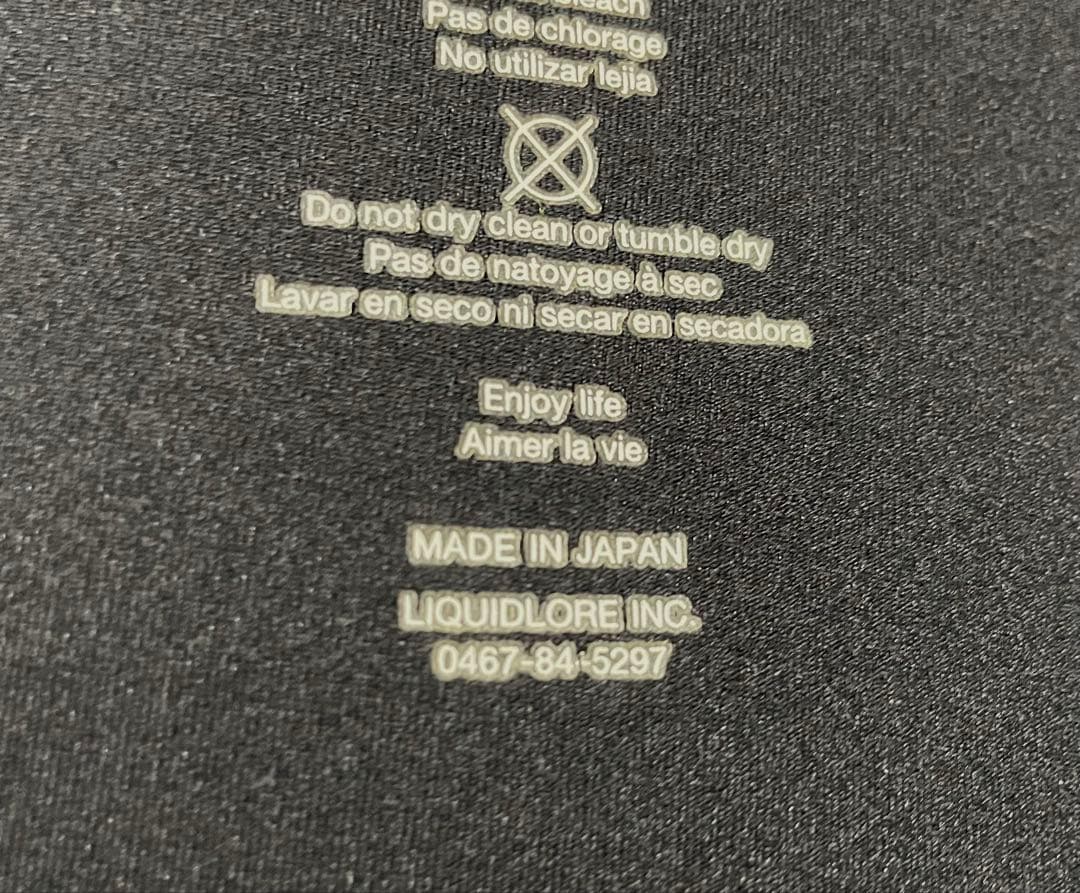 bleach
Pas de chlorage
No utilizar lejia
Do not dry clean or tumble dry
Pas de natoyage à sec
Lavar en seco ni secar en secadora
Enjoy life
Aimer la vie
MADE IN JAPAN
LIQUIDLORE INC.
0467-84-5297